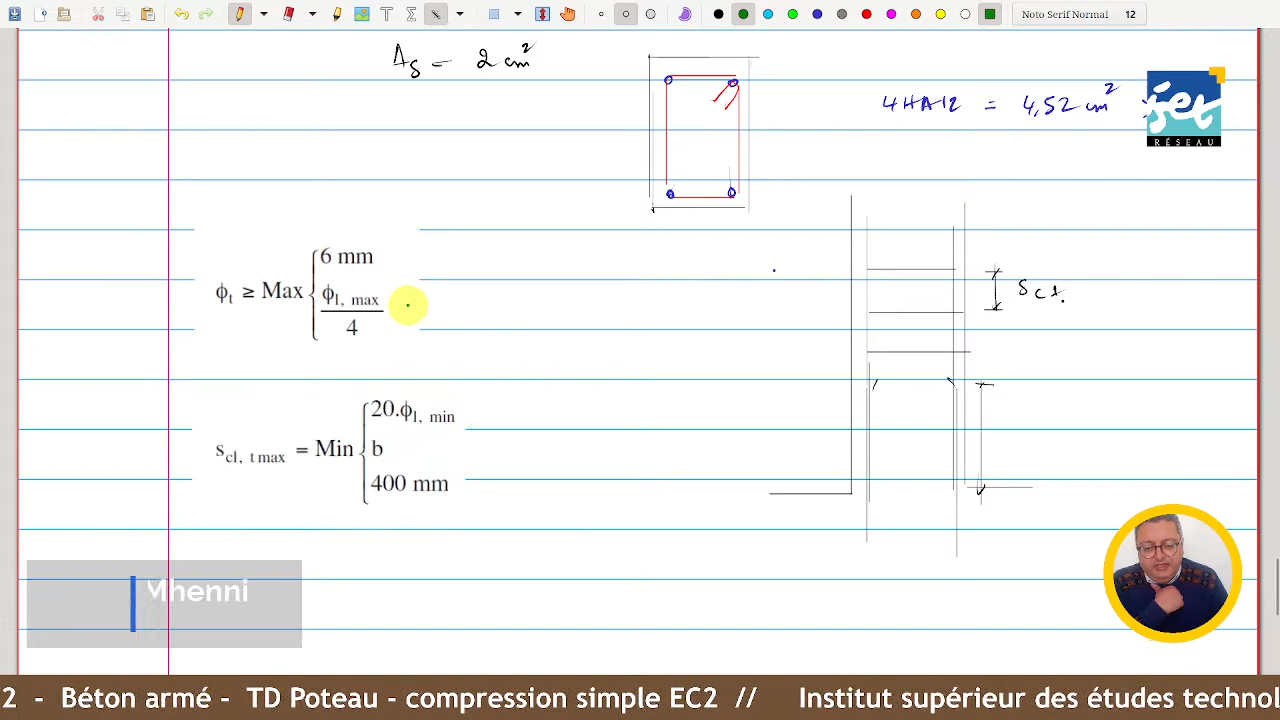 Noto Serif Normal 12
As = 2 cm²
4HA12 = 4,52 cm²
iset
RÉSEAU
ϕt ≥ Max { 6 mm
ϕl, max / 4
scl, t max = Min { 20.ϕl, min
b
400 mm
Scl,t
Mhenni
2 - Béton armé - TD Poteau - compression simple EC2 // Institut supérieur des études technol